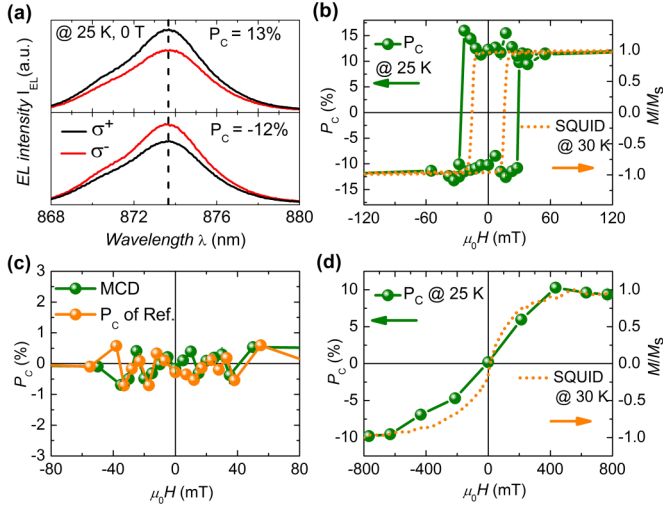 (a)
@ 25 K, 0 T
P_C = 13%
EL intensity I_EL (a.u.)
σ⁺
σ⁻
P_C = -12%
868 872 876 880
Wavelength λ (nm)
(b)
15
10
5
0
5
10
15
P_C (%)
P_C
@ 25 K
SQUID
@ 30 K
1.0
0.5
0.0
-0.5
-1.0
M/M_S
-120 -60 0 60 120
μ₀H (mT)
(c)
3
2
1
0
-1
-2
-3
P_C (%)
MCD
P_C of Ref.
-80 -40 0 40 80
μ₀H (mT)
(d)
10
5
0
-5
-10
P_C (%)
P_C @ 25 K
SQUID
@ 30 K
1.0
0.5
0.0
-0.5
-1.0
M/M_S
-800 -400 0 400 800
μ₀H (mT)